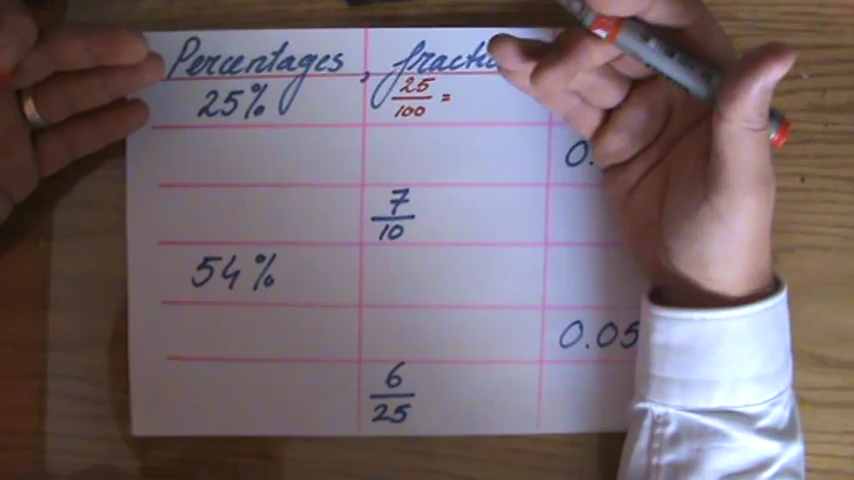 Percentages,
25% 25/100 =
0.
7/10
54%
0.05
6/25